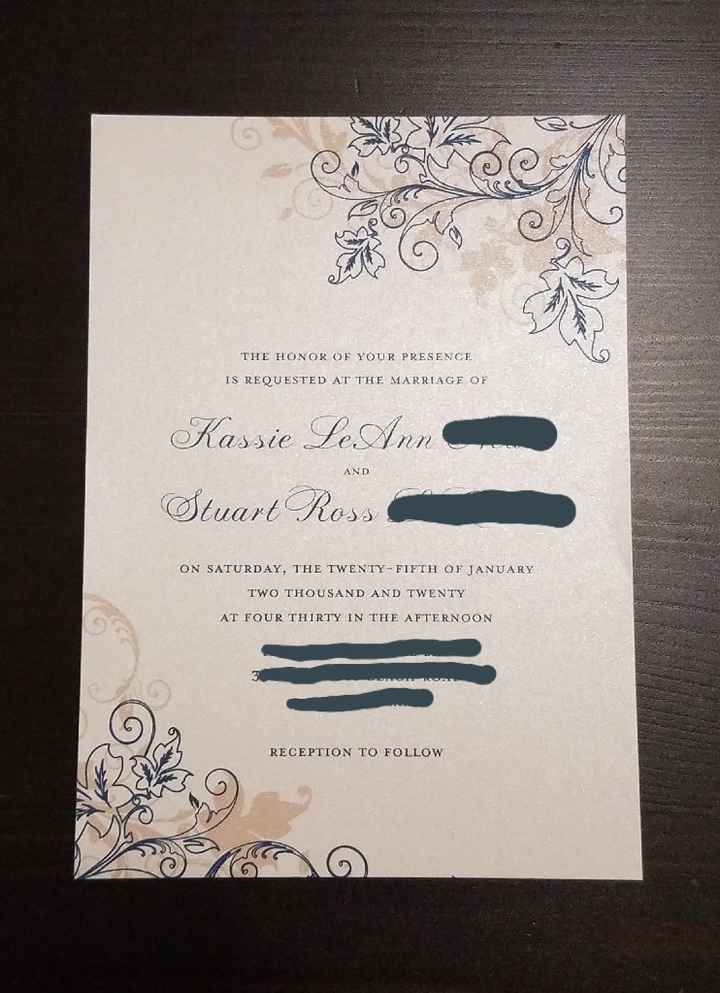 THE HONOR OF YOUR PRESENCE
IS REQUESTED AT THE MARRIAGE OF
Kassie LeAnn
AND
Stuart Ross
ON SATURDAY, THE TWENTY-FIFTH OF JANUARY
TWO THOUSAND AND TWENTY
AT FOUR THIRTY IN THE AFTERNOON
RECEPTION TO FOLLOW